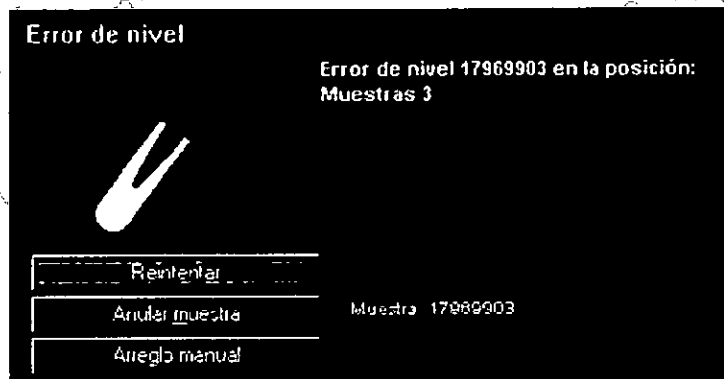 Error de nivel
Error de nivel 17969903 en la posición:
Muestras 3
Reintentar
Anular muestra
Muestra 17969903
Arreglo manual